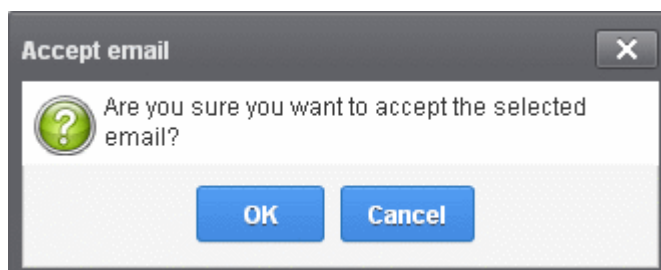 Accept email
Are you sure you want to accept the selected
email?
OK
Cancel